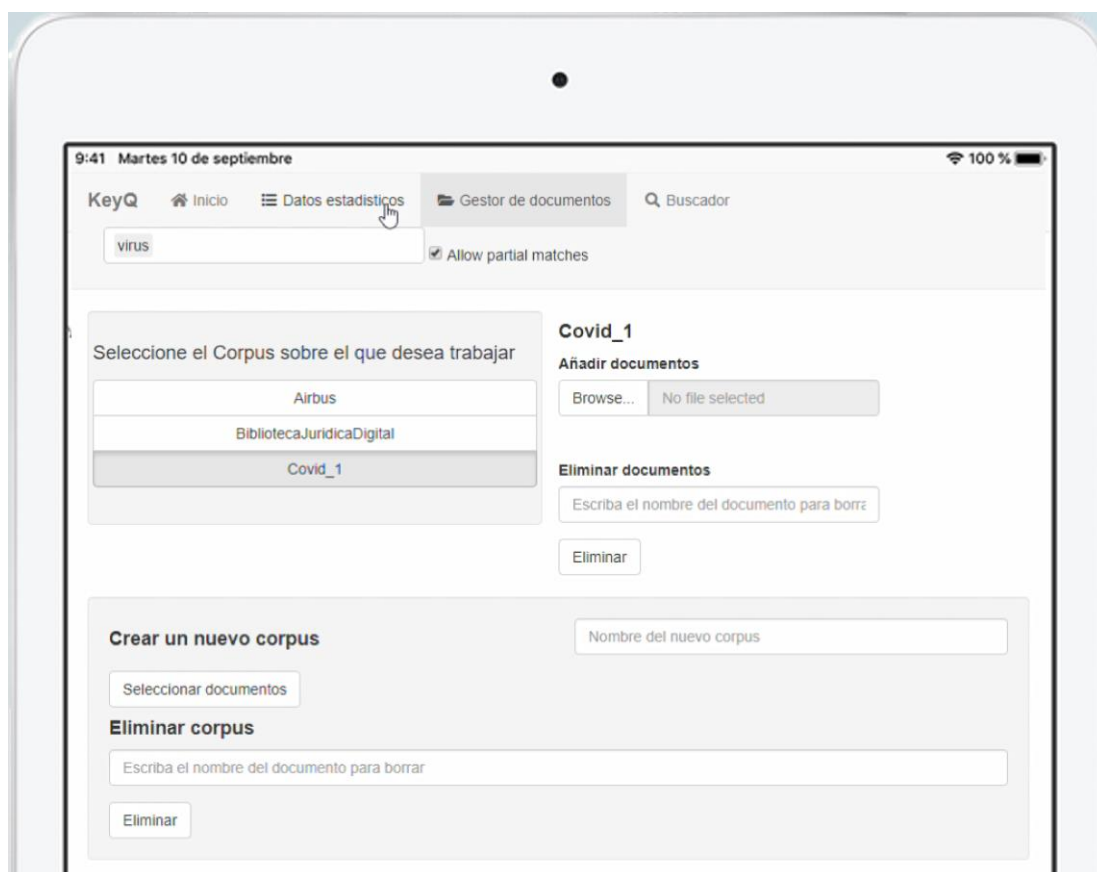 9:41 Martes 10 de septiembre 100 %
KeyQ Inicio Datos estadisticos Gestor de documentos Buscador
virus Allow partial matches
Seleccione el Corpus sobre el que desea trabajar
Airbus
BibliotecaJuridicaDigital
Covid_1
Covid_1
Añadir documentos
Browse... No file selected
Eliminar documentos
Escriba el nombre del documento para borra
Eliminar
Crear un nuevo corpus Nombre del nuevo corpus
Seleccionar documentos
Eliminar corpus
Escriba el nombre del documento para borrar
Eliminar